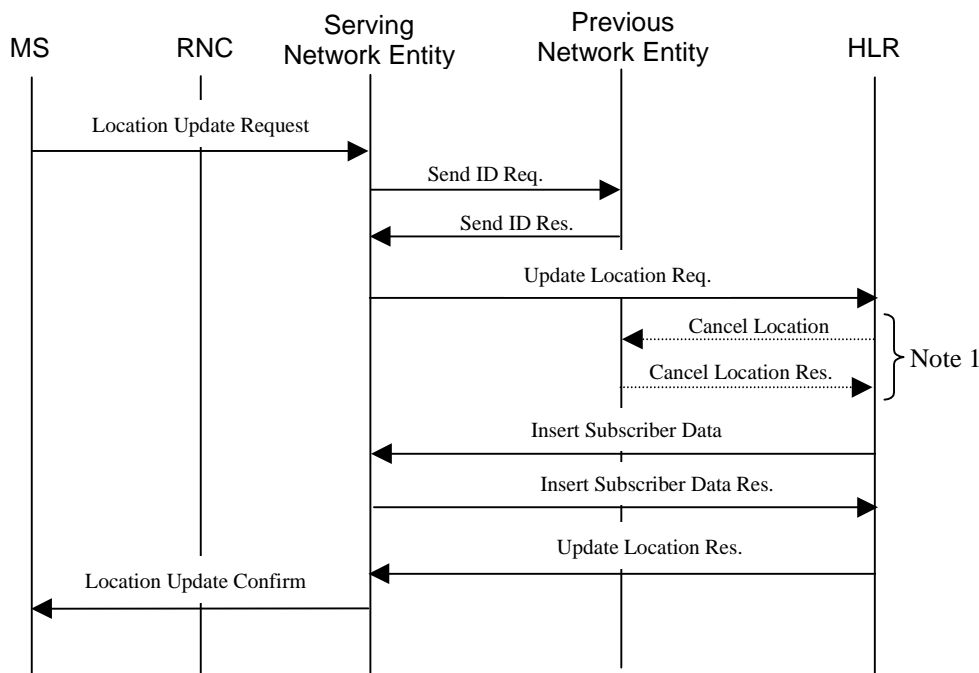 MS
RNC
Serving
Network Entity
Previous
Network Entity
HLR
Location Update Request
Send ID Req.
Send ID Res.
Update Location Req.
Cancel Location
Note 1
Cancel Location Res.
Insert Subscriber Data
Insert Subscriber Data Res.
Update Location Res.
Location Update Confirm